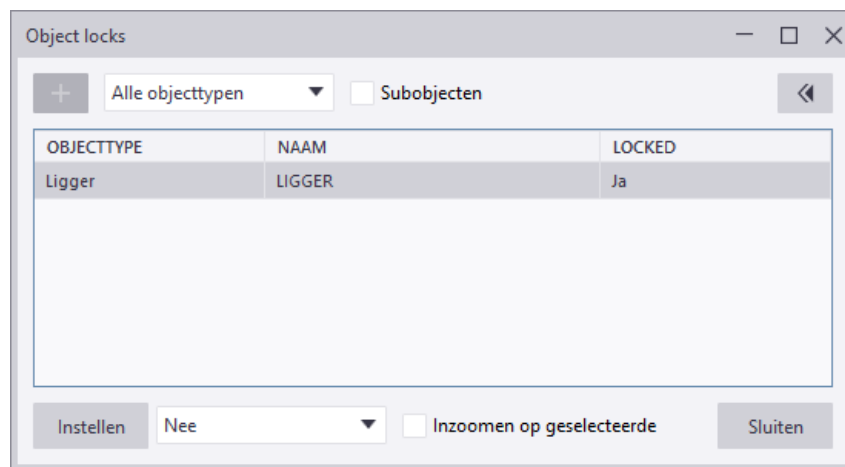 Object locks
Alle objecttypen Subobjecten
OBJECTTYPE NAAM LOCKED
Ligger LIGGER Ja
Instellen Nee Inzoomen op geselecteerde Sluiten